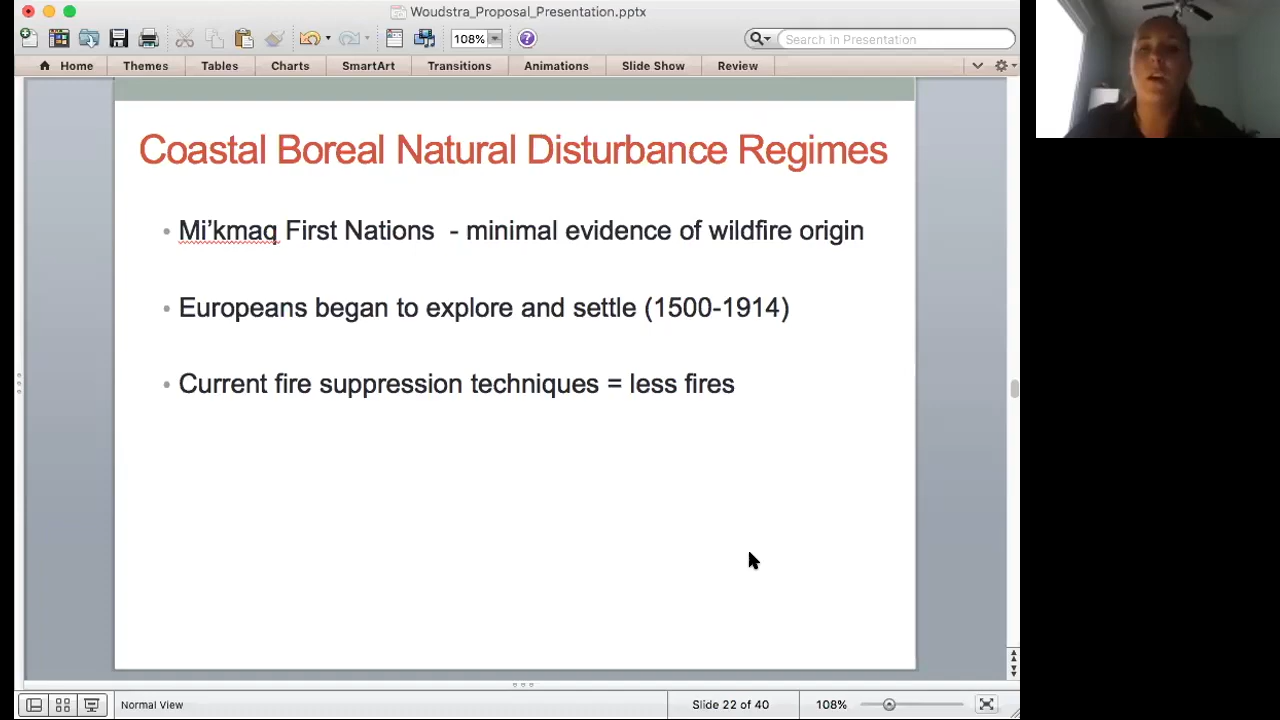 Woudstra_Proposal_Presentation.pptx
108%
Search in Presentation
Home Themes Tables Charts SmartArt Transitions Animations Slide Show Review
Coastal Boreal Natural Disturbance Regimes
• Mi'kmaq First Nations - minimal evidence of wildfire origin
• Europeans began to explore and settle (1500-1914)
• Current fire suppression techniques = less fires
Normal View Slide 22 of 40 108%